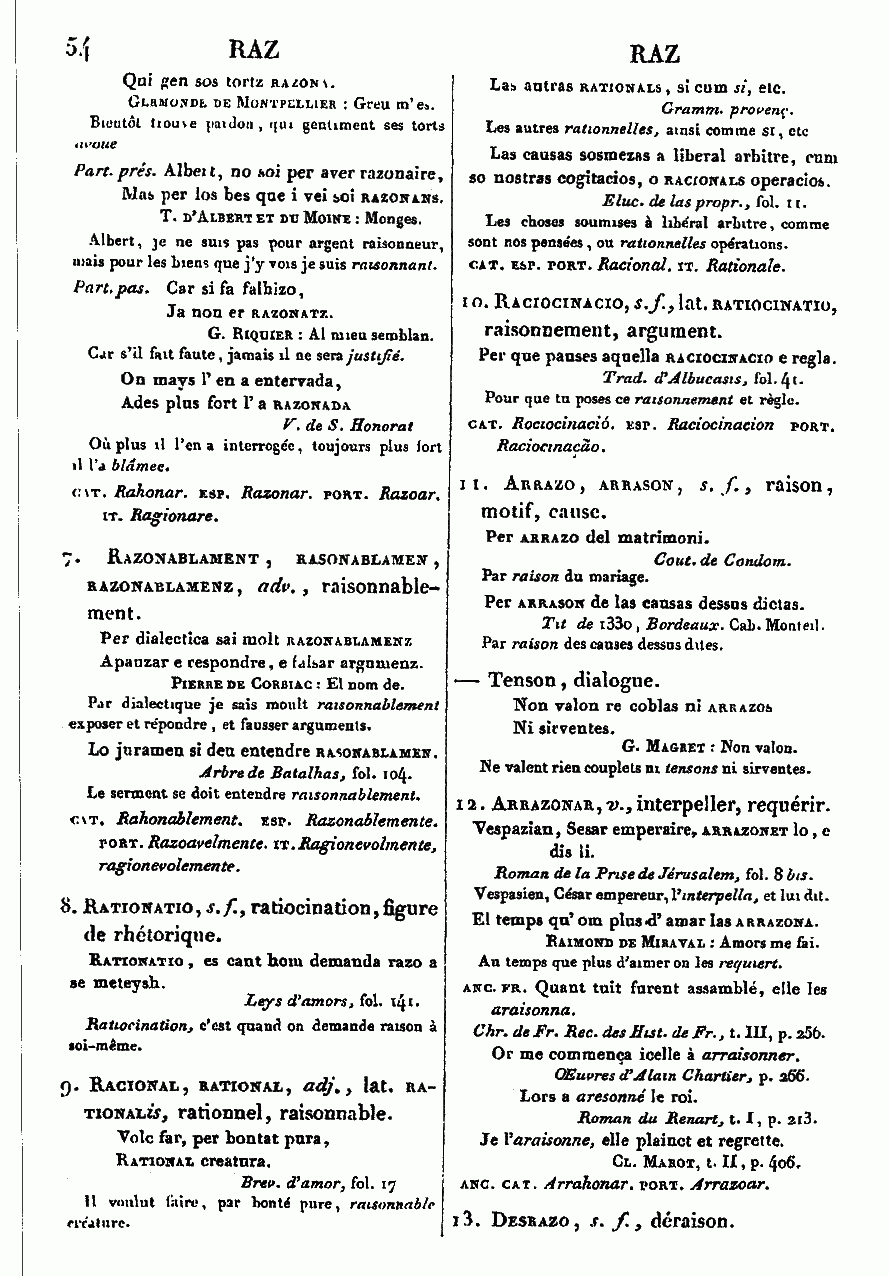 54 RAZ
Qui gen sos tortz RAZONA.
GERMONDE DE MONTPELLIER : Greu m'es.
Bientôt trouve pardon, qui gentiment ses torts
avoue
Part. prés. Albert, no soi per aver razonaire,
Mas per los bes que i vei soi RAZONANS.
T. D'ALBERT ET DU MOINE : Monges.
Albert, je ne suis pas pour argent raisonneur,
mais pour les biens que j'y vois je suis raisonnant.
Part. pas. Car si fa falhizo,
Ja non er RAZONATZ.
G. RIQUIER : Al mieu semblan.
Car s'il fait faute, jamais il ne sera justifié.
On mays l' en a entervada,
Ades plus fort l' a RAZONADA
V. de S. Honorat
Où plus il l'en a interrogée, toujours plus fort
il l'a blâmee.
CAT. Rahonar. ESP. Razonar. PORT. Razoar.
IT. Ragionare.
7. RAZONABLAMENT, RASONABLAMEN,
RAZONABLAMENZ, adv., raisonnable-
ment.
Per dialectica sai molt RAZONABLAMENZ
Apauzar e respondre, e falsar argumenz.
PIERRE DE CORBIAC : El nom de.
Par dialectique je sais moult raisonnablement
exposer et répondre, et fausser arguments.
Lo juramen si deu entendre RASONABLAMEN.
Arbre de Batalhas, fol. 104.
Le serment se doit entendre raisonnablement.
CAT. Rahonablement. ESP. Razonablemente.
PORT. Razoavelmente. IT. Ragionevolmente,
ragionevolemente.
8. RATIONATIO, s. f., ratiocination, figure
de rhétorique.
RATIONATIO, es cant hom demanda razo a
se meteysh.
Leys d'amors, fol. 141.
Ratiocination, c'est quand on demande raison à
soi-même.
9. RACIONAL, RATIONAL, adj., lat. RA-
TIONALis, rationnel, raisonnable.
Volc far, per bontat pura,
RATIONAL creatura.
Brev. d'amor, fol. 17
Il voulut faire, par bonté pure, raisonnable
créature.
RAZ
Las autras RATIONALS, si cum si, etc.
Gramm. provenç.
Les autres rationnelles, ainsi comme si, etc
Las causas sosmezas a liberal arbitre, cum
so nostras cogitacios, o RACIONALS operacios.
Eluc. de las propr., fol. 11.
Les choses soumises à libéral arbitre, comme
sont nos pensées, ou rationnelles opérations.
CAT. ESP. PORT. Racional. IT. Rationale.
10. RACIOCINACIO, s. f., lat. RATIOCINATIO,
raisonnement, argument.
Per que pauses aquella RACIOCINACIO e regla.
Trad. d'Albucasis, fol. 41.
Pour que tu poses ce raisonnement et règle.
CAT. Rociocinació. ESP. Raciocinacion PORT.
Raciocinação.
11. ARRAZO, ARRASON, s. f., raison,
motif, cause.
Per ARRAZO del matrimoni.
Cout. de Condom.
Par raison du mariage.
Per ARRASON de las causas dessus dictas.
Tit de 1330, Bordeaux. Cab. Monteil.
Par raison des causes dessus dites.
— Tenson, dialogue.
Non valon re coblas ni ARRAZOS
Ni sirventes.
G. MAGRET : Non valon.
Ne valent rien couplets ni tensons ni sirventes.
12. ARRAZONAR, v., interpeller, requérir.
Vespazian, Sesar emperaire, ARRAZONET lo, e
dis li.
Roman de la Prise de Jérusalem, fol. 8 bis.
Vespasien, César empereur, l'interpella, et lui dit.
El temps qu' om plus d' amar las ARRAZONA.
RAIMOND DE MIRAVAL : Amors me fai.
Au temps que plus d'aimer on les requiert.
ANC. FR. Quant tuit furent assamblé, elle les
araisonna.
Chr. de Fr. Rec. des Hist. de Fr., t. III, p. 256.
Or me commença icelle à arraisonner.
Œuvres d'Alain Chartier, p. 266.
Lors a aresonné le roi.
Roman du Renart, t. I, p. 213.
Je l'araisonne, elle plainct et regrette.
CL. MAROT, t. II, p. 406.
ANC. CAT. Arrahonar. PORT. Arrazoar.
13. DESRAZO, s. f., déraison.